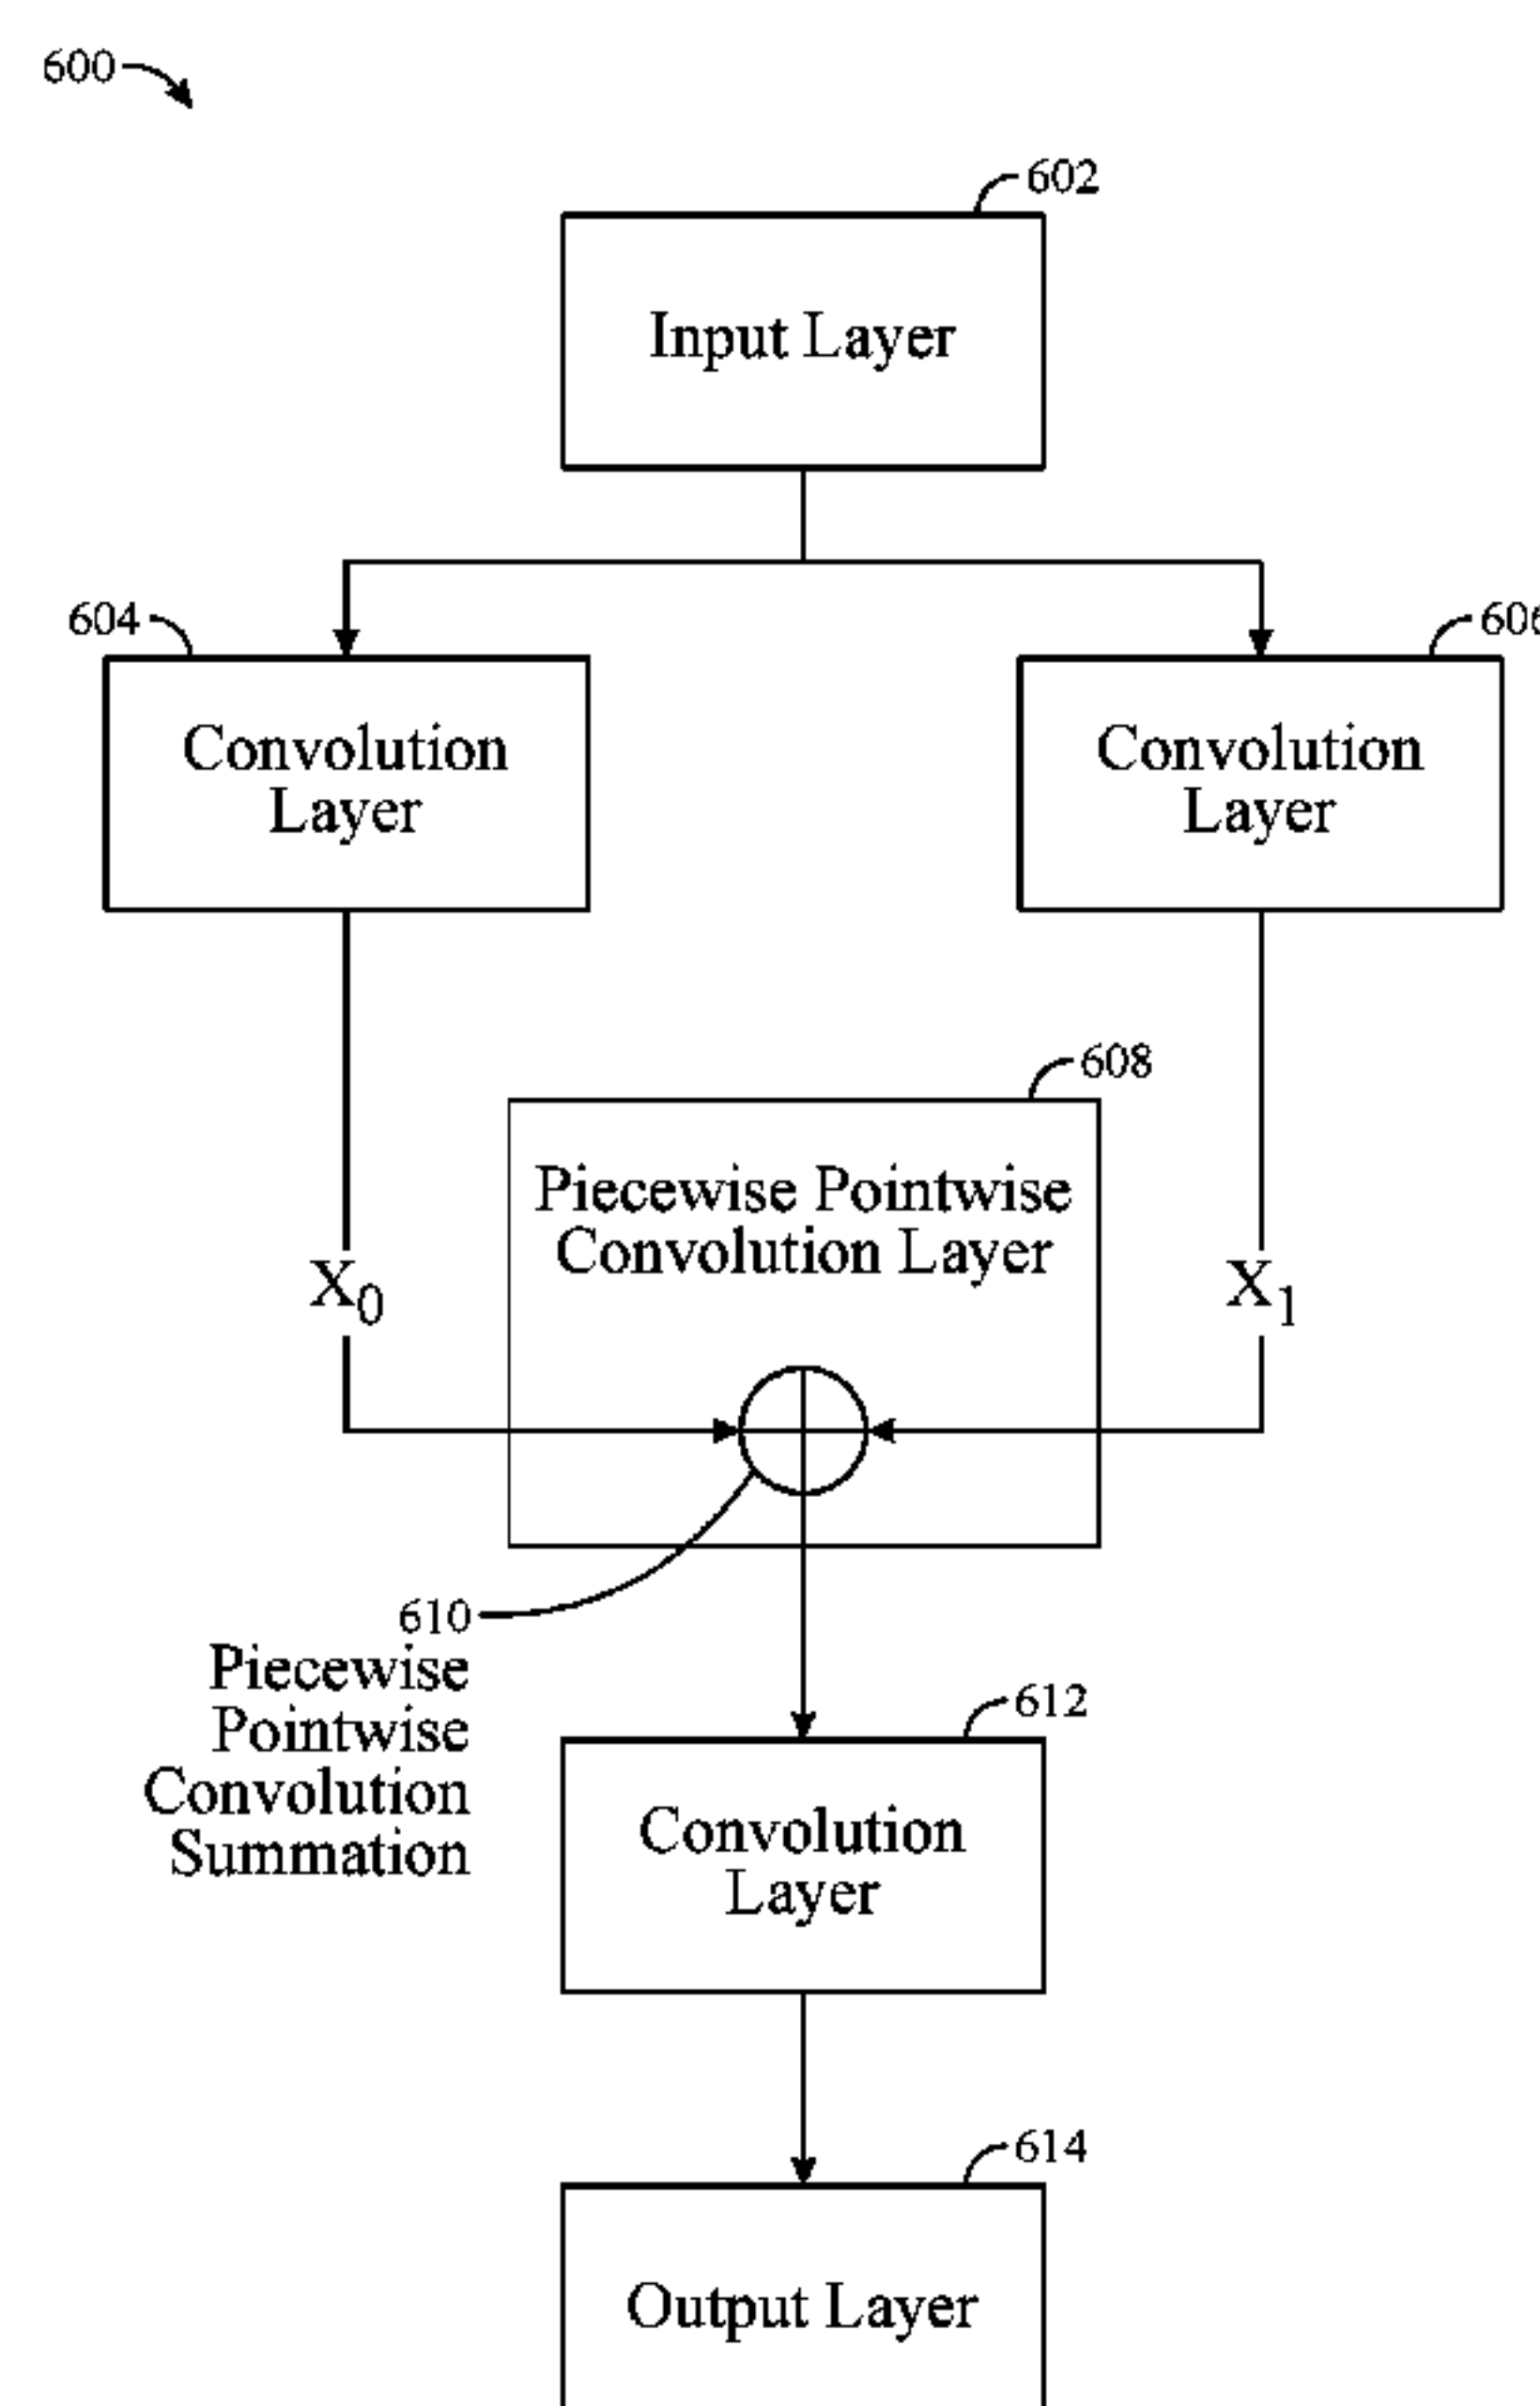 600
602
Input Layer
604
606
Convolution
Layer
Convolution
Layer
608
Piecewise Pointwise
Convolution Layer
X0
X1
610
Piecewise
Pointwise
Convolution
Summation
612
Convolution
Layer
614
Output Layer